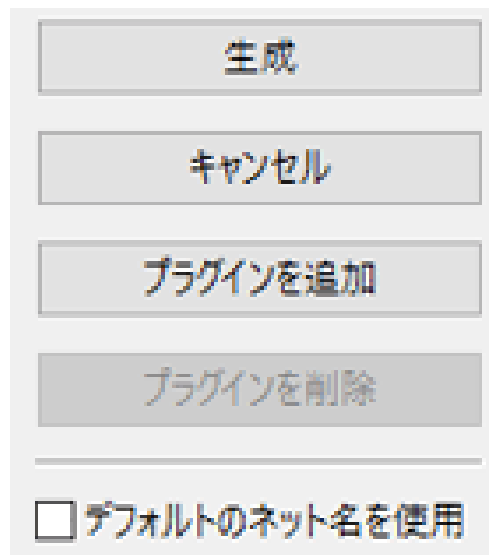 生成
キャンセル
プラグインを追加
プラグインを削除
デフォルトのネット名を使用